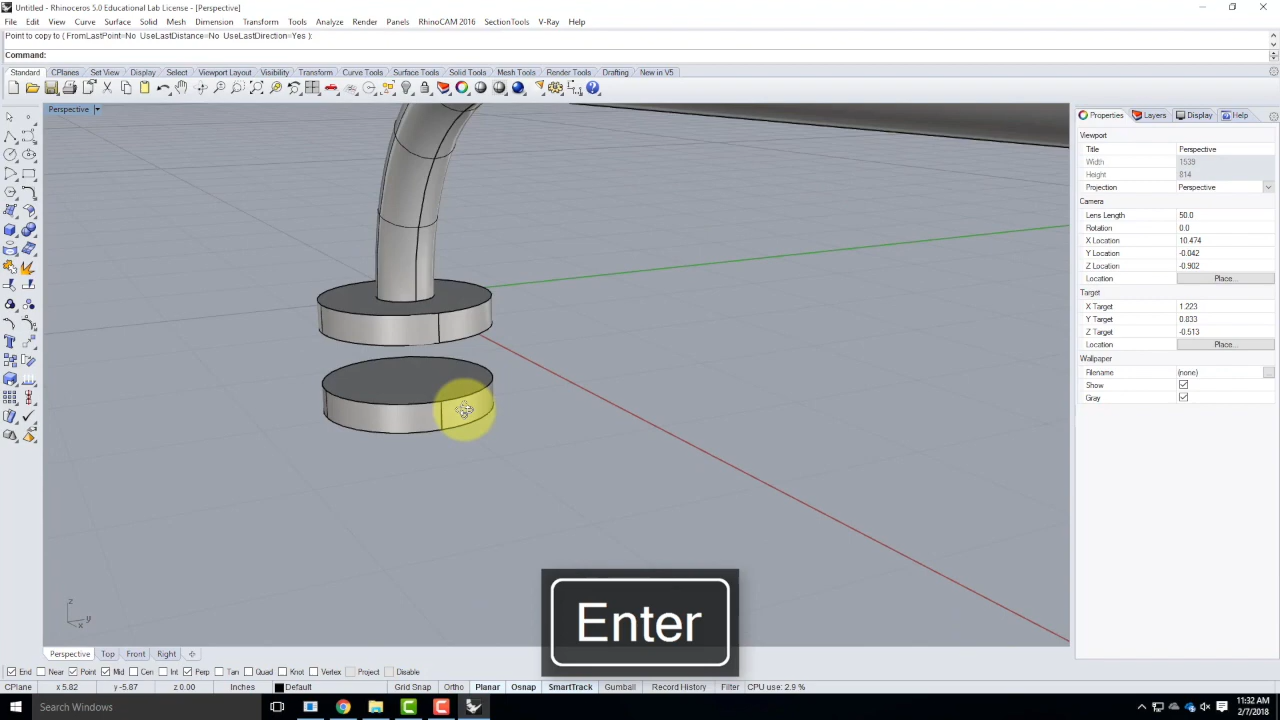 Untitled - Rhinoceros 5.0 Educational Lab License - [Perspective]
File Edit View Curve Surface Solid Mesh Dimension Transform Tools Analyze Render Panels RhinoCAM 2016 SectionTools V-Ray Help
Point to copy to ( FromLastPoint=No UseLastDistance=No UseLastDirection=Yes ):
Command:
Standard CPlanes Set View Display Select Viewport Layout Visibility Transform Curve Tools Surface Tools Solid Tools Mesh Tools Render Tools Drafting New in V5
Perspective
Properties Layers Display Help
Viewport
Title Perspective
Width 1539
Height 814
Projection Perspective
Camera
Lens Length 50.0
Rotation 0.0
X Location 10.474
Y Location -0.042
Z Location -0.902
Location Place...
Target
X Target 1.223
Y Target 0.833
Z Target -0.513
Location Place...
Wallpaper
Filename (none)
Show
Gray
z
y
x
Enter
Perspective Top Front Right
End Near Point Mid Cen Int Perp Tan Quad Knot Vertex Project Disable
CPlane x 5.82 y -5.87 z 0.00 Inches Default Grid Snap Ortho Planar Osnap SmartTrack Gumball Record History Filter CPU use: 2.9 %
Search Windows
11:32 AM
2/7/2018